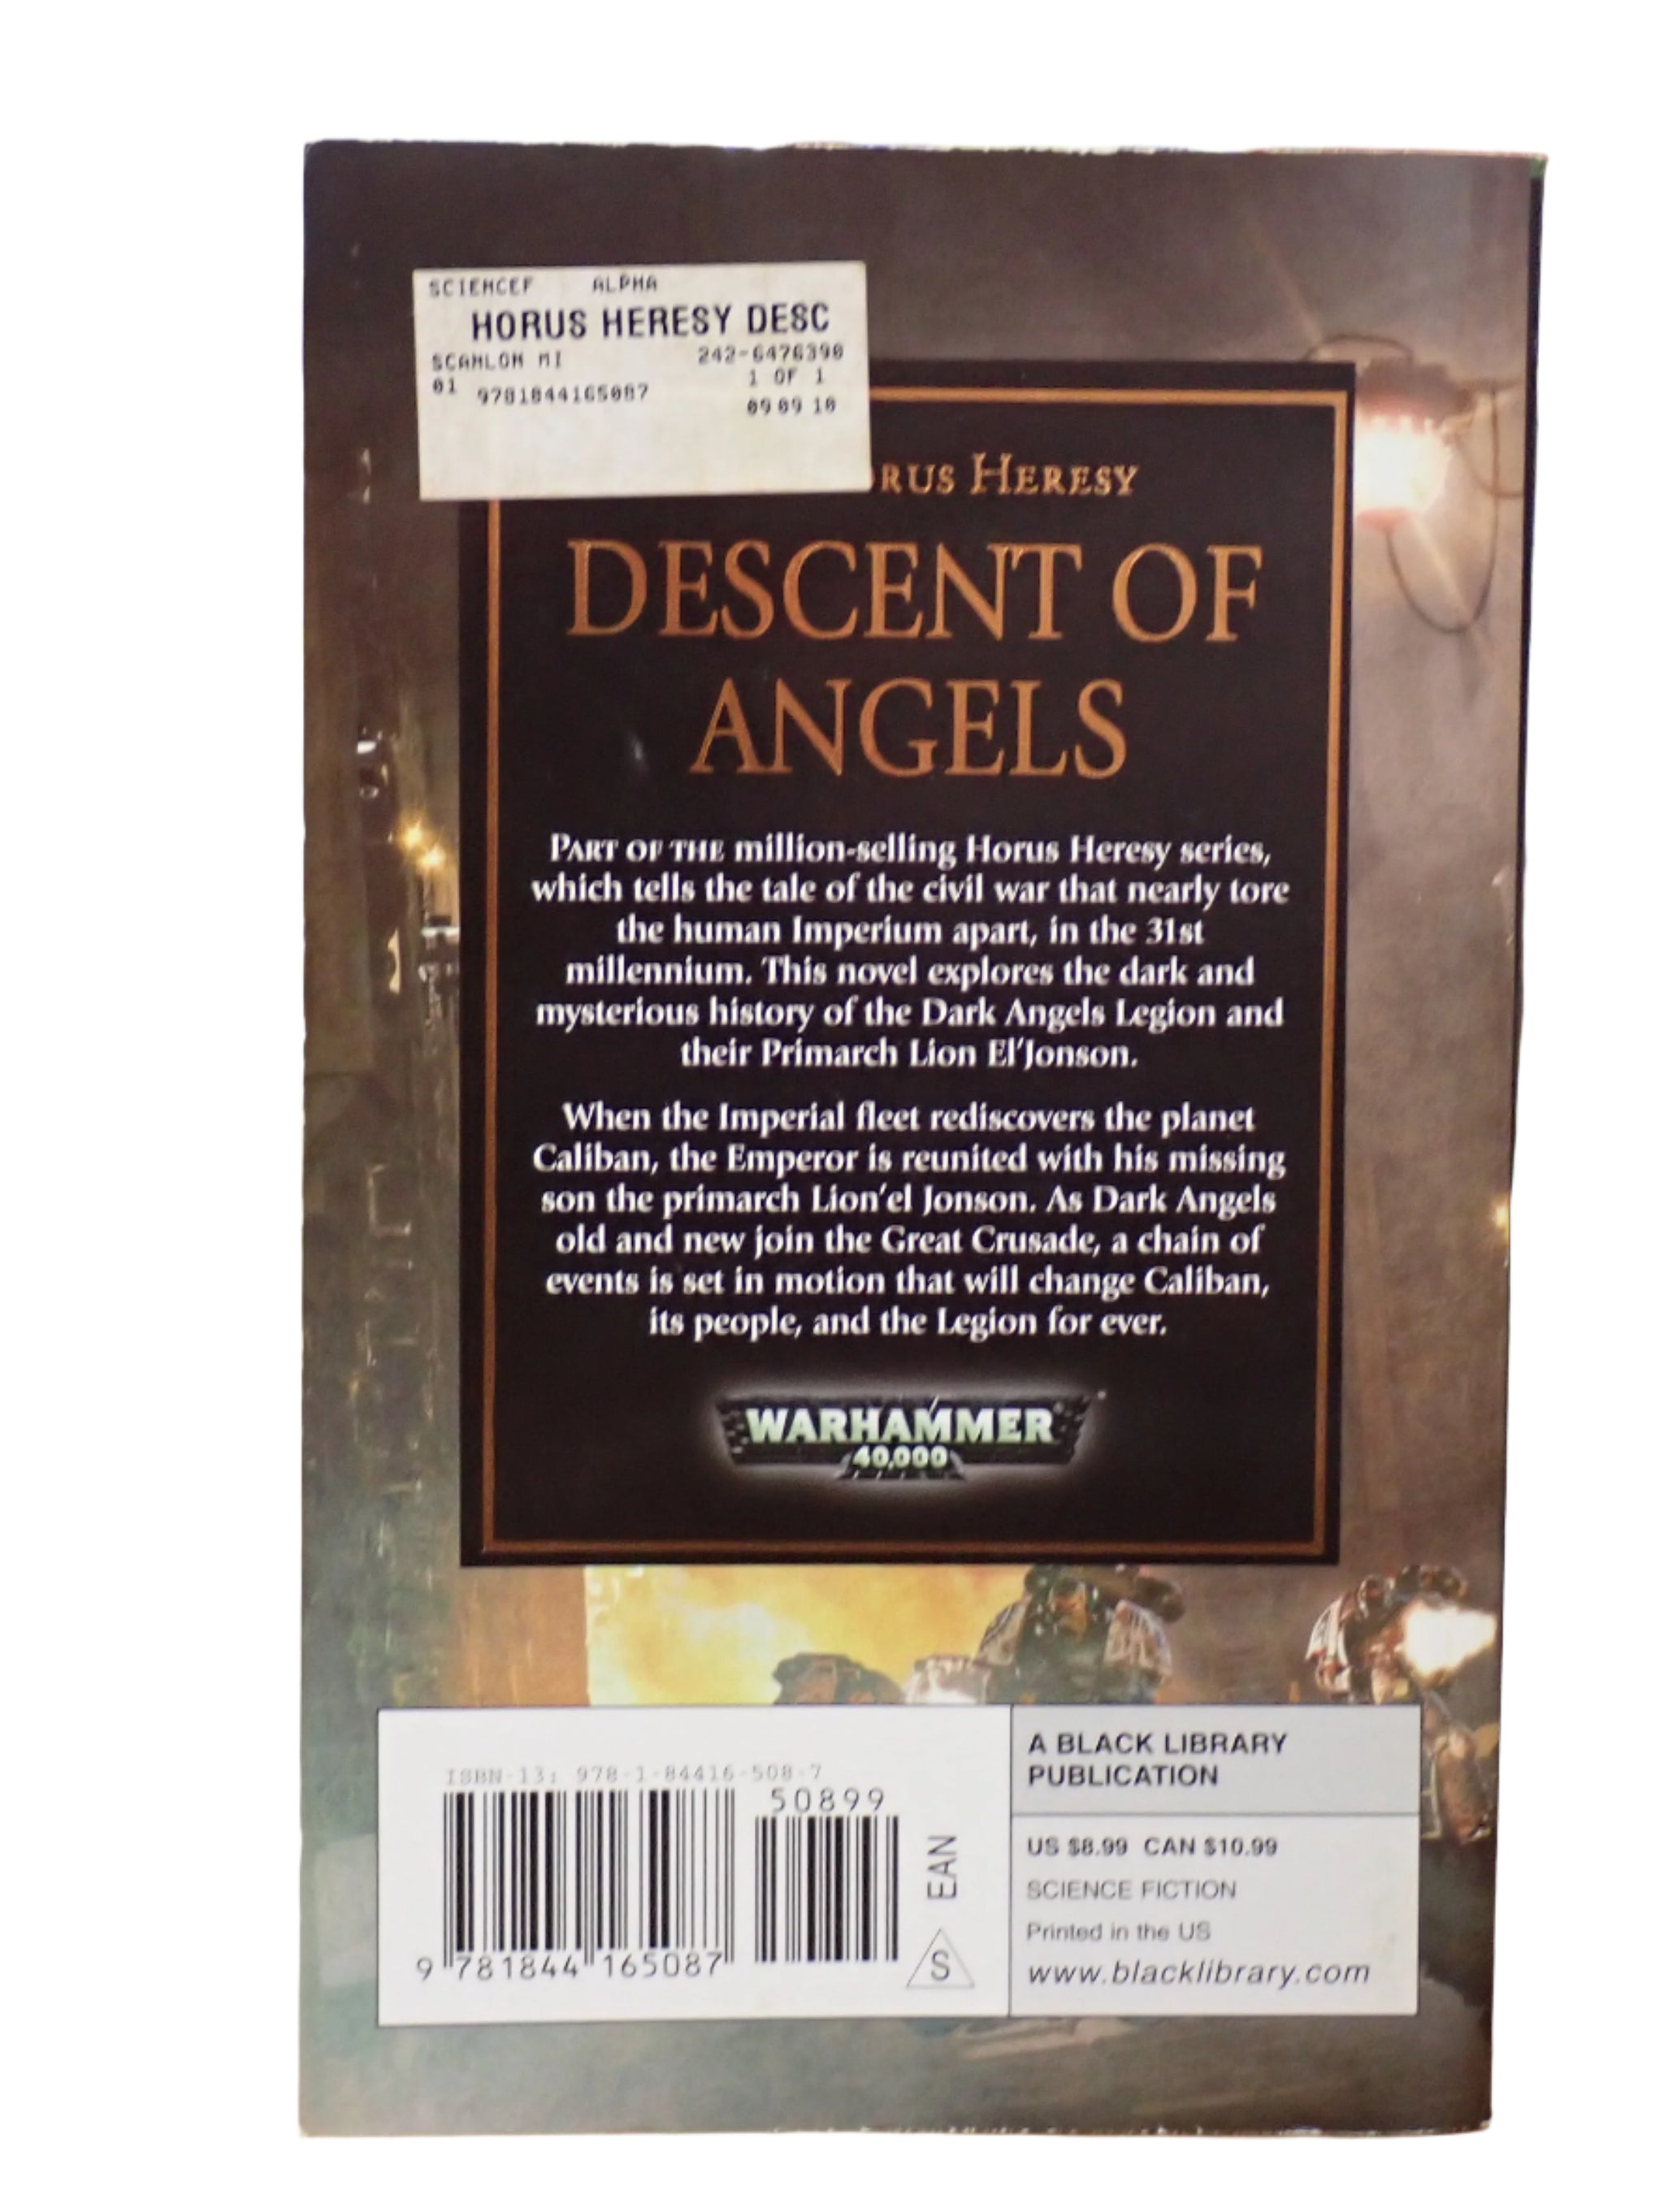 SCIENCEF ALPHA
HORUS HERESY DESC
SCANLON MI 242-6476390
01 9781844165087 1 OF 1
09 09 10
ORUS HERESY
DESCENT OF
ANGELS
PART OF THE million-selling Horus Heresy series,
which tells the tale of the civil war that nearly tore
the human Imperium apart, in the 31st
millennium. This novel explores the dark and
mysterious history of the Dark Angels Legion and
their Primarch Lion El'Jonson.
When the Imperial fleet rediscovers the planet
Caliban, the Emperor is reunited with his missing
son the primarch Lion'el Jonson. As Dark Angels
old and new join the Great Crusade, a chain of
events is set in motion that will change Caliban,
its people, and the Legion for ever.
WARHAMMER
40,000
ISBN-13: 978-1-84416-508-7
50899
EAN
9 781844 165087
S
A BLACK LIBRARY
PUBLICATION
US $8.99 CAN $10.99
SCIENCE FICTION
Printed in the US
www.blacklibrary.com